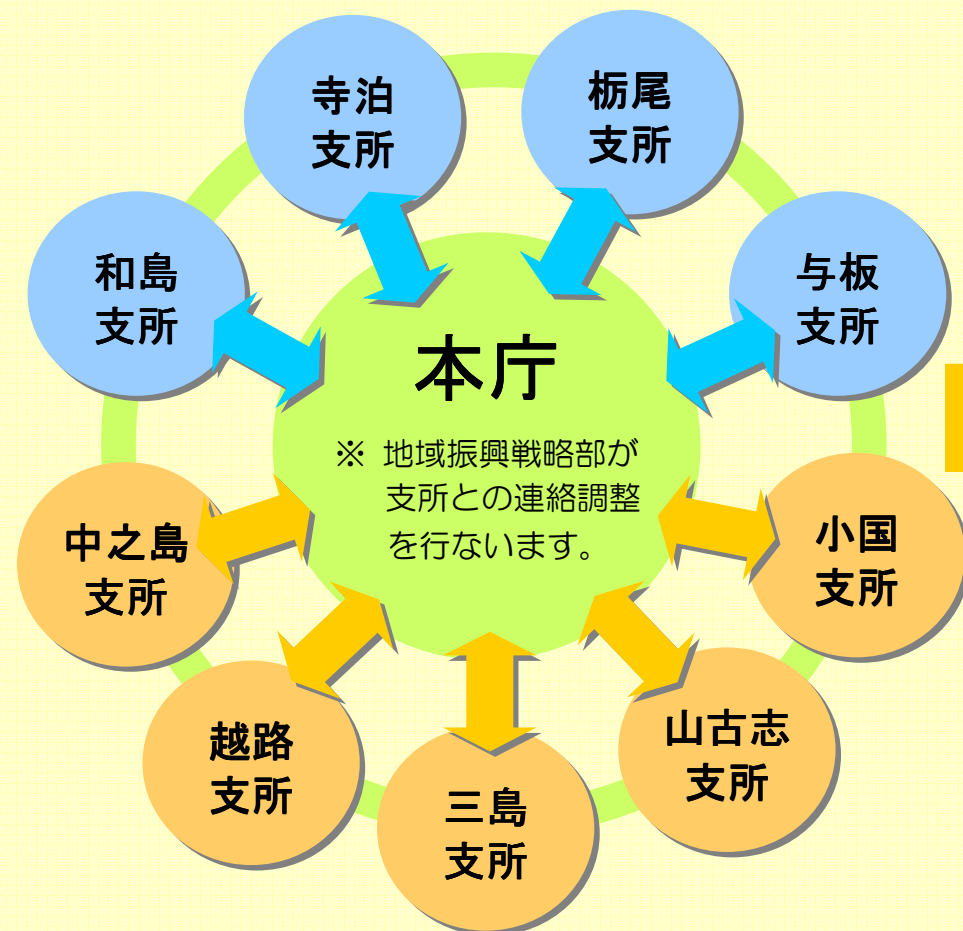 寺泊
支所
栃尾
支所
和島
支所
与板
支所
本庁
※ 地域振興戦略部が
支所との連絡調整
を行ないます。
中之島
支所
小国
支所
越路
支所
山古志
支所
三島
支所